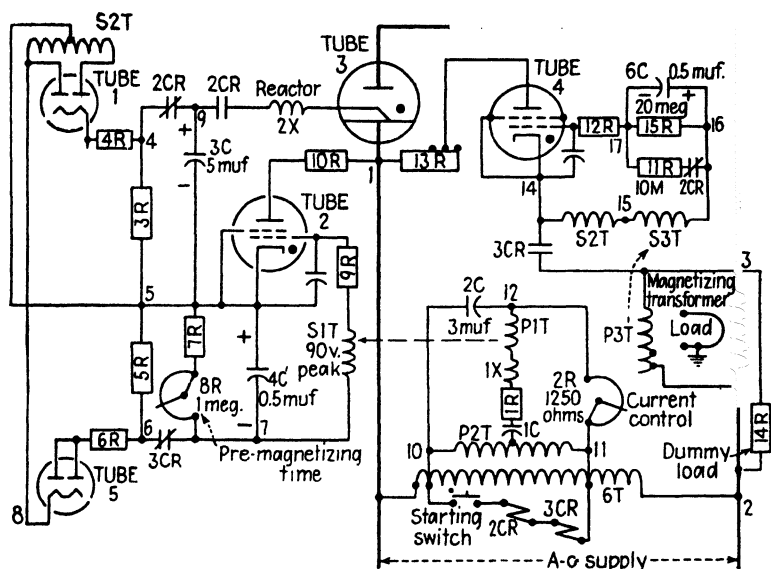 S2T
TUBE
1
4R
4
2CR
9
2CR
Reactor
2X
TUBE
3
TUBE
4
6C
0.5 muf.
- +
20 meg
12R
15R
16
17
11R
10M
2CR
+
3C
5 muf
-
10R
1
13R
14
15
S2T
S3T
3R
TUBE
2
9R
3CR
3
5
2C
3muf
12
Magnetizing
transformer
P3T
Load
7R
+
S1T
90v.
peak
P1T
1X
5R
8R
1 meg.
4C
0.5muf
-
2R
1250
ohms
Current
control
1R
1C
6R
6
3CR
7
Pre-magnetizing
time
P2T
10
11
14R
Dummy
load
TUBE
5
8
6T
2
Starting
switch
2CR
3CR
A-c supply